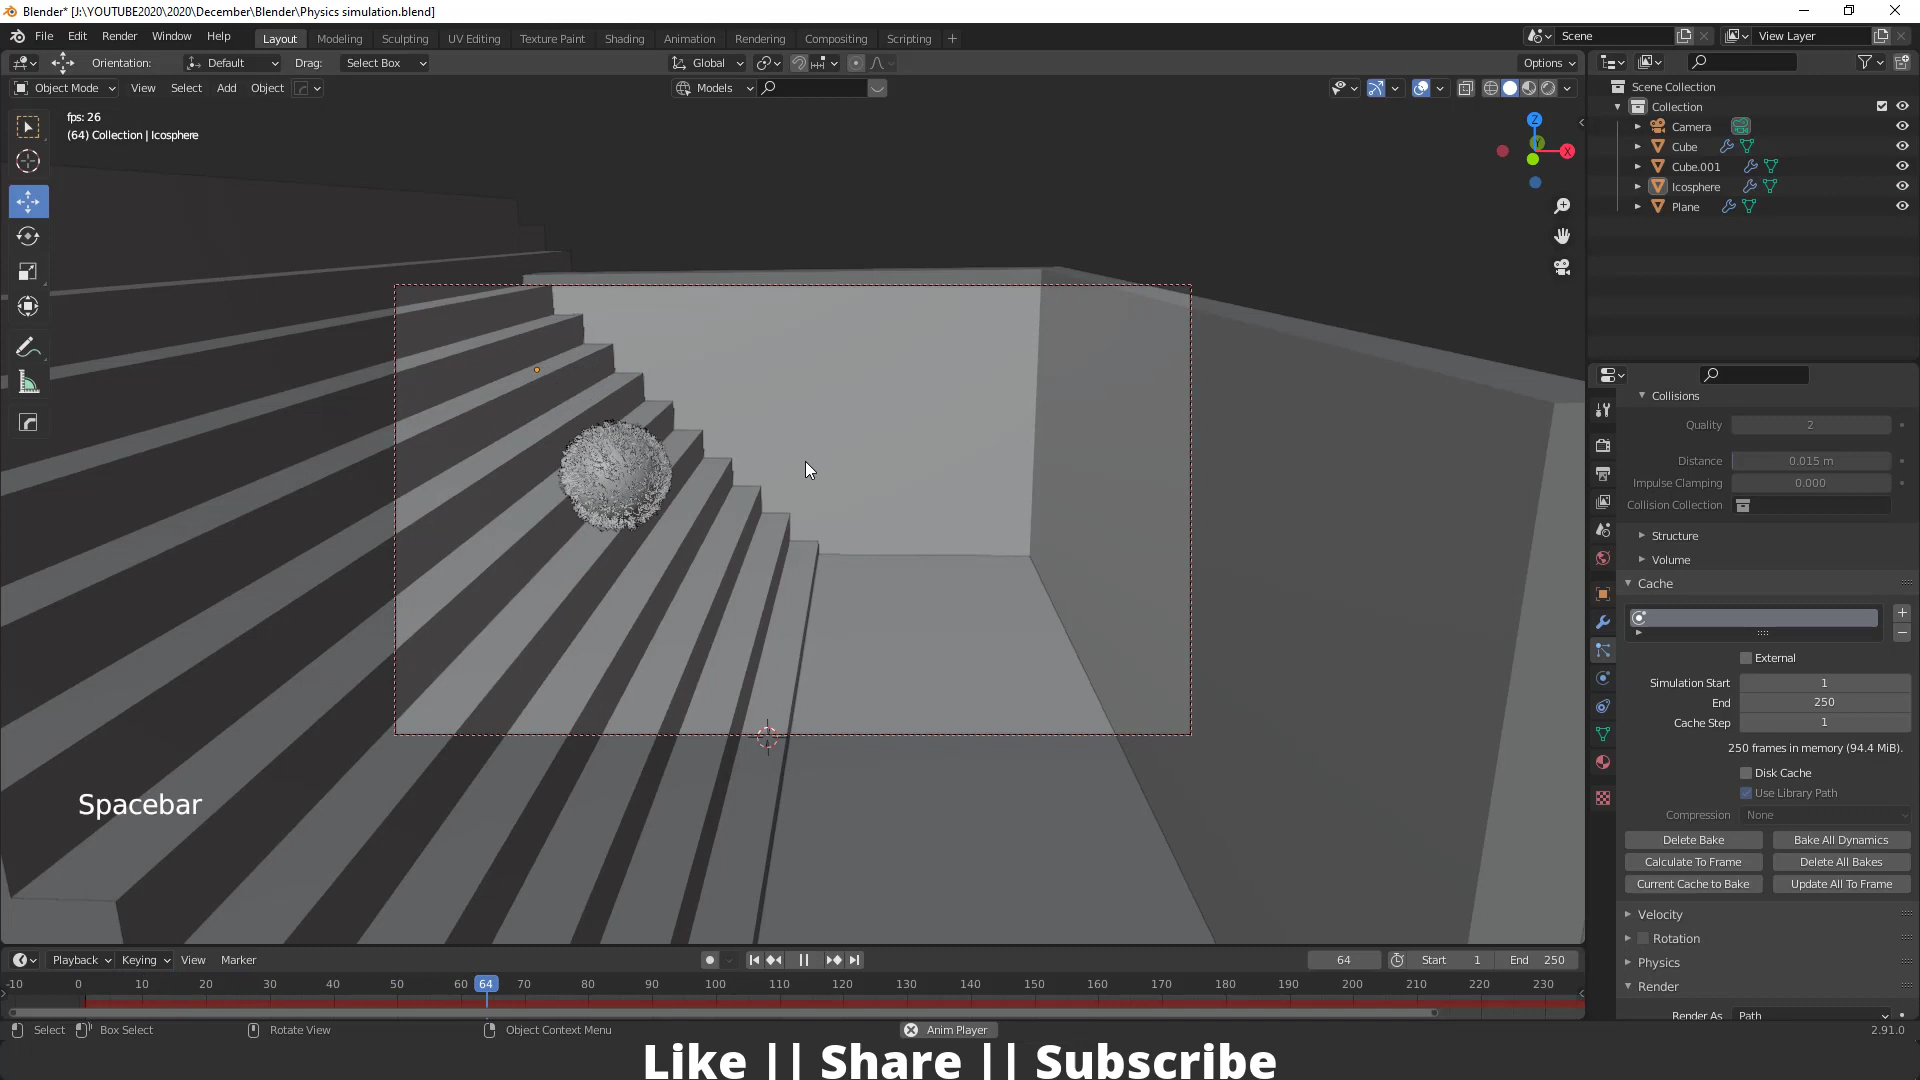 Blender* [J:\YOUTUBE2020\2020\December\Blender\Physics simulation.blend]
File Edit Render Window Help
Layout Modeling Sculpting UV Editing Texture Paint Shading Animation Rendering Compositing Scripting +
Scene
View Layer
Orientation: Default Drag: Select Box
Global
Options
Object Mode View Select Add Object
Models
fps: 26
(64) Collection | Icosphere
Z
X
Scene Collection
Collection
Camera
Cube
Cube.001
Icosphere
Plane
Collisions
Quality 2
Distance 0.015 m
Impulse Clamping 0.000
Collision Collection
Structure
Volume
Cache
External
Simulation Start 1
End 250
Cache Step 1
250 frames in memory (94.4 MiB).
Disk Cache
Use Library Path
Compression None
Delete Bake Bake All Dynamics
Calculate To Frame Delete All Bakes
Current Cache to Bake Update All To Frame
Velocity
Rotation
Physics
Render
Render As Path
Spacebar
Playback Keying View Marker
64 Start 1 End 250
-10 0 10 20 30 40 50 60 64 70 80 90 100 110 120 130 140 150 160 170 180 190 200 210 220 230
Select Box Select Rotate View Object Context Menu Anim Player 2.91.0
Like || Share || Subscribe